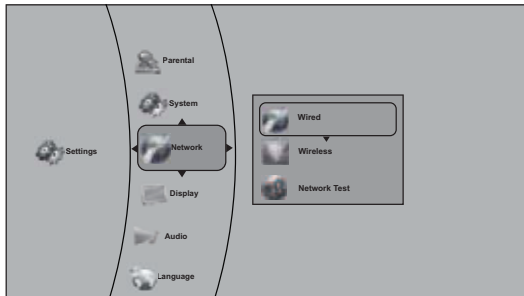 Parental
System
Settings
Network
Display
Audio
Language
Wired
Wireless
Network Test